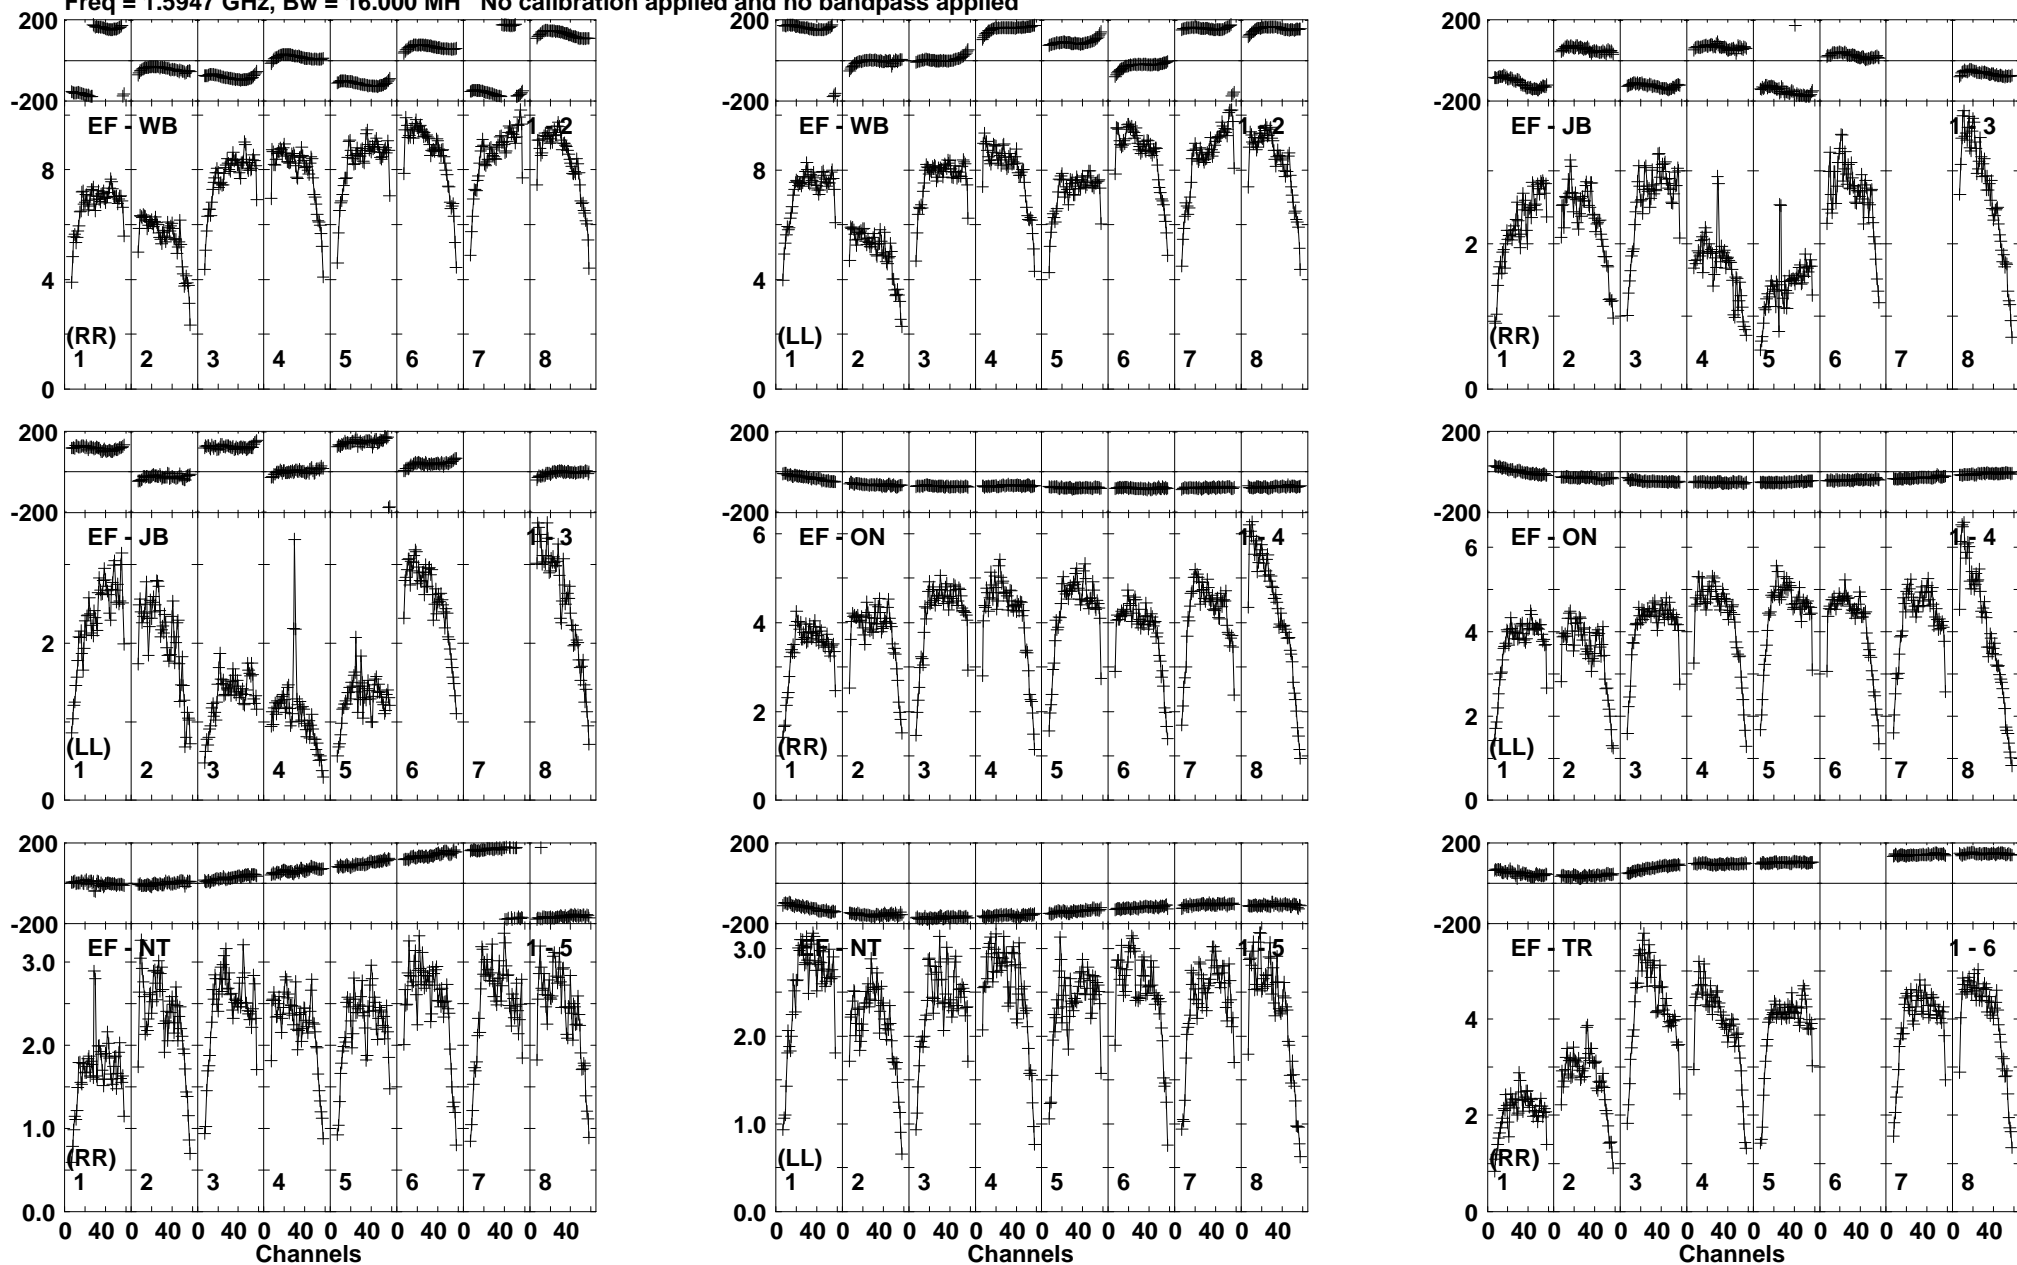 Freq = 1.5947 GHz, Bw = 16.000 MH No calibration applied and no bandpass applied
200 200 200
-200 -200 -200
EF - WB 1 - 2 EF - WB 1 - 2 EF - JB 1 - 3
8 8
2
4 4
(RR) (LL) (RR)
1 2 3 4 5 6 7 8 1 2 3 4 5 6 7 8 1 2 3 4 5 6 7 8
0 0 0
200 200 200
-200 -200 -200
EF - JB 1 - 3 EF - ON 1 - 4 EF - ON 1 - 4
6 6
2 4 4
2 2
(LL) (RR) (LL)
1 2 3 4 5 6 7 8 1 2 3 4 5 6 7 8 1 2 3 4 5 6 7 8
0 0 0
200 200 200
-200 -200 -200
EF - NT 1 - 5 EF - NT 1 - 5 EF - TR 1 - 6
3.0 3.0
2.0 2.0 4
1.0 1.0 2
(RR) (LL) (RR)
1 2 3 4 5 6 7 8 1 2 3 4 5 6 7 8 1 2 3 4 5 6 7 8
0.0 0.0 0
0 40 0 40 0 40 0 40 0 40 0 40 0 40 0 40 0 40 0 40 0 40 0 40 0 40 0 40 0 40 0 40 0 40 0 40 0 40 0 40 0 40 0 40 0 40 0 40
Channels Channels Channels